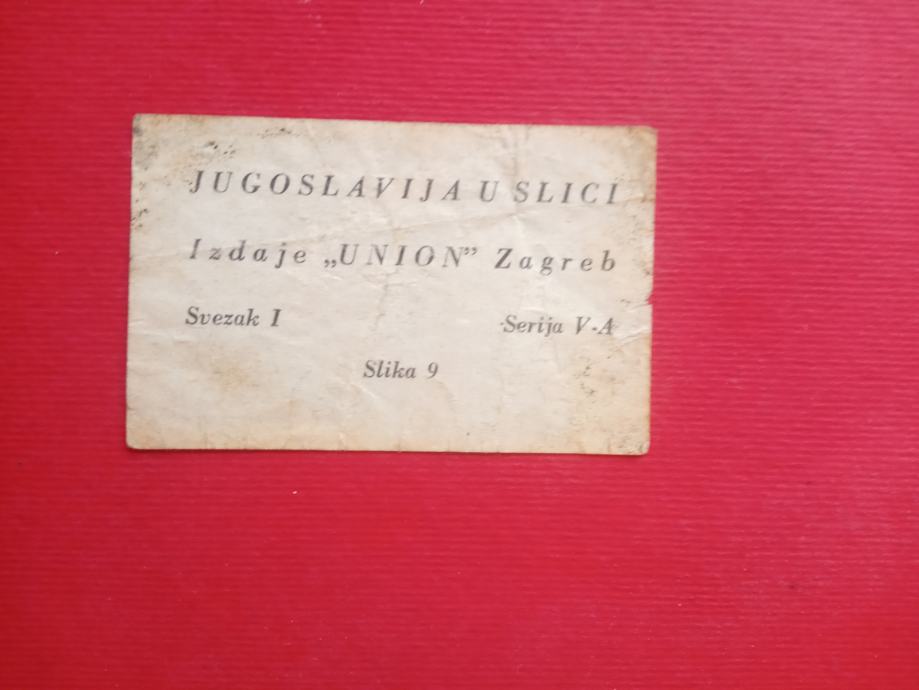 JUGOSLAVIJA U SLICI
Izdaje „UNION” Zagreb
Svezak I Serija V-A
Slika 9